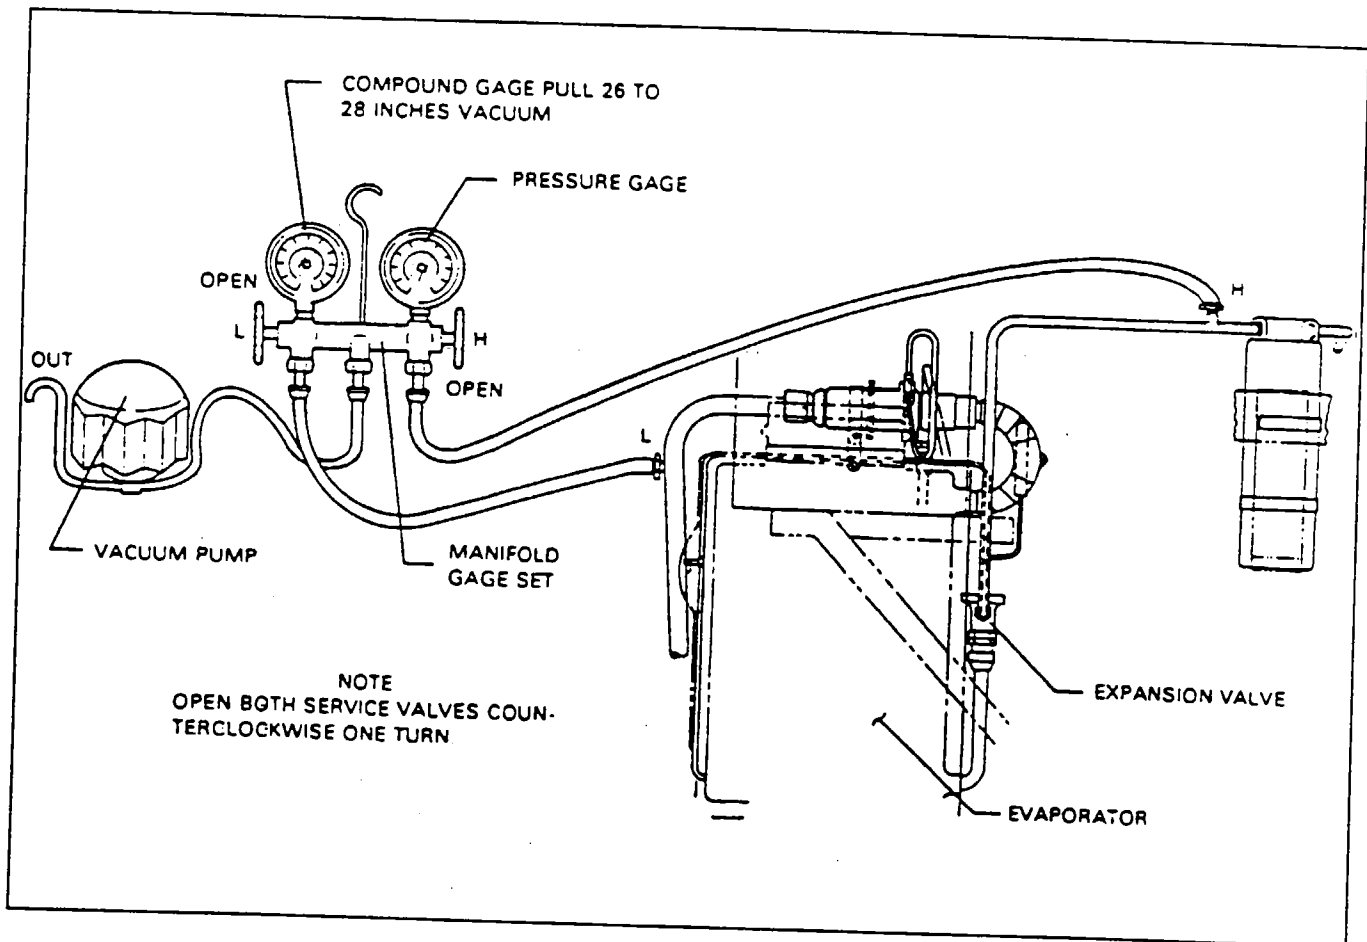 COMPOUND GAGE PULL 26 TO
28 INCHES VACUUM
PRESSURE GAGE
OPEN
L
H
OUT
OPEN
H
L
VACUUM PUMP
MANIFOLD
GAGE SET
NOTE
OPEN BOTH SERVICE VALVES COUN-
TERCLOCKWISE ONE TURN
EXPANSION VALVE
EVAPORATOR